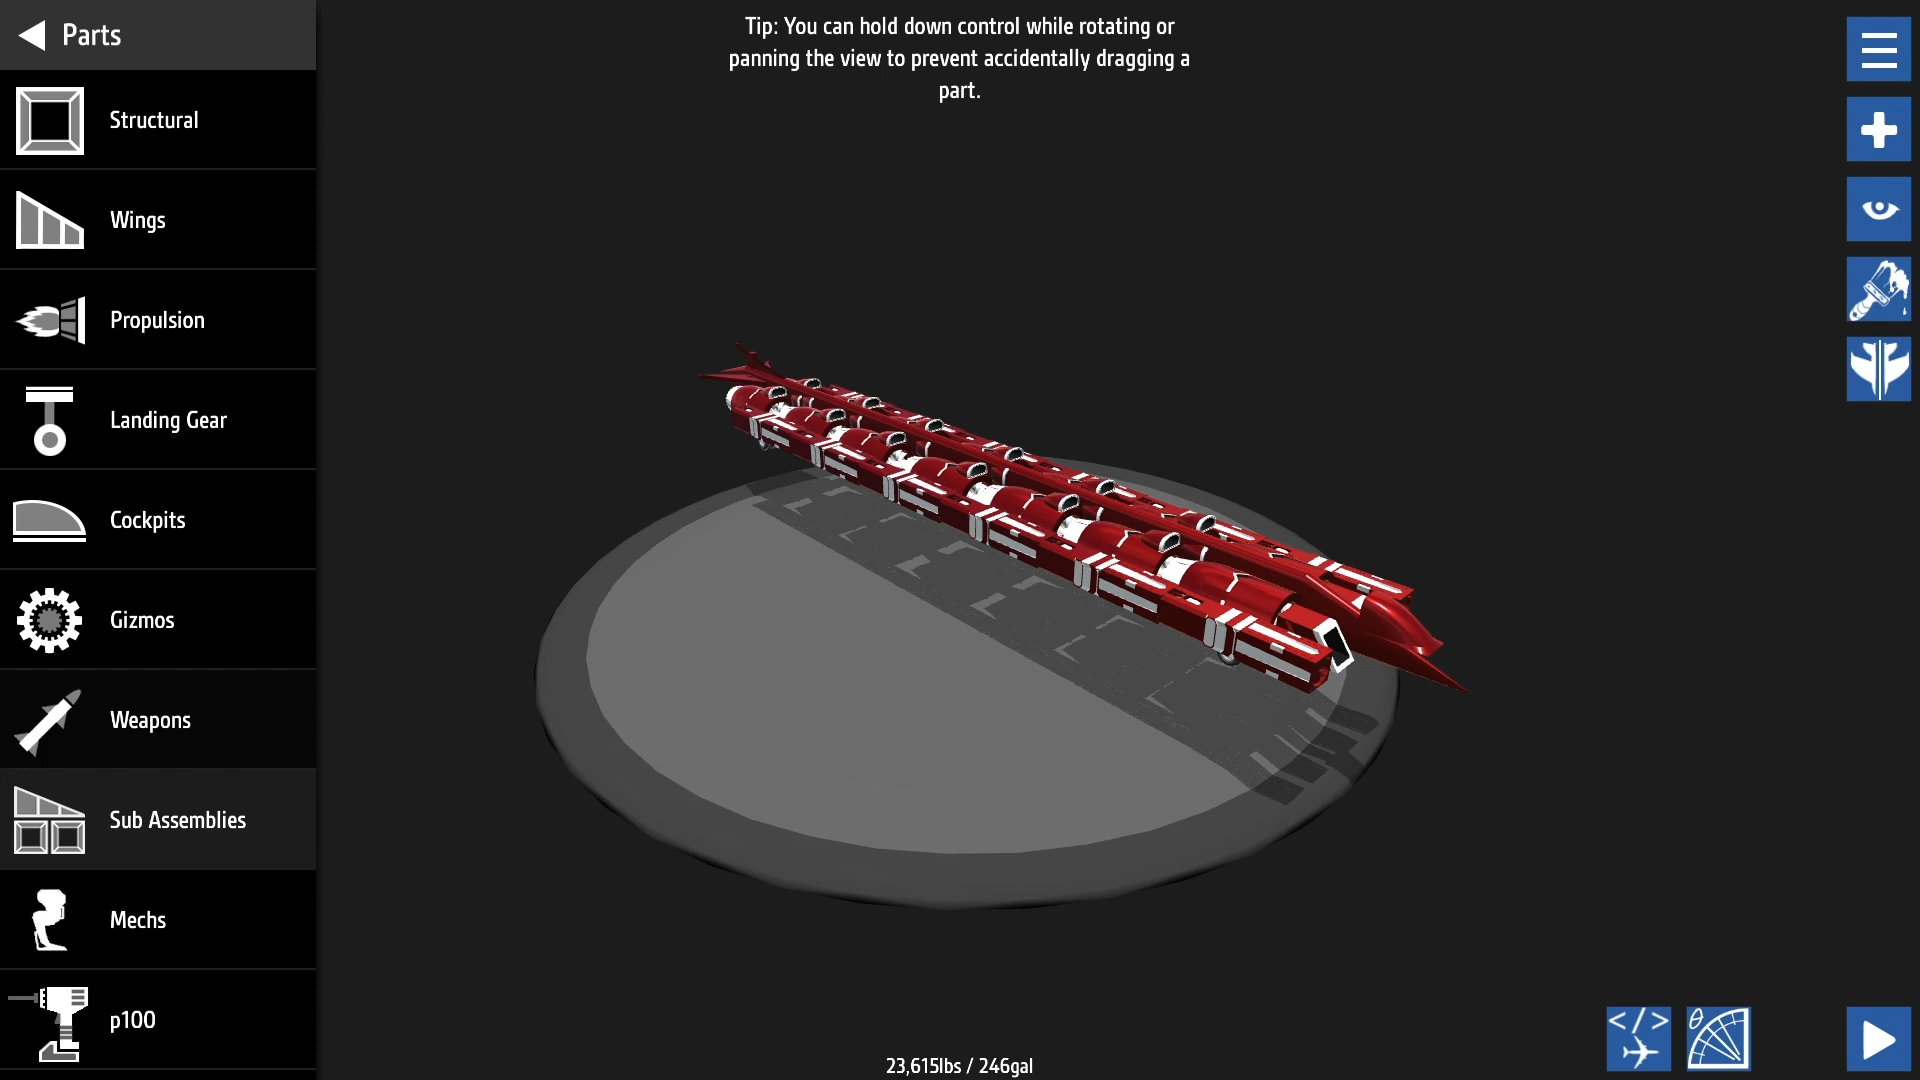 Parts
Structural
Wings
Propulsion
Landing Gear
Cockpits
Gizmos
Weapons
Sub Assemblies
Mechs
p100
Tip: You can hold down control while rotating or
panning the view to prevent accidentally dragging a
part.
23,615lbs / 246gal
</>
θ